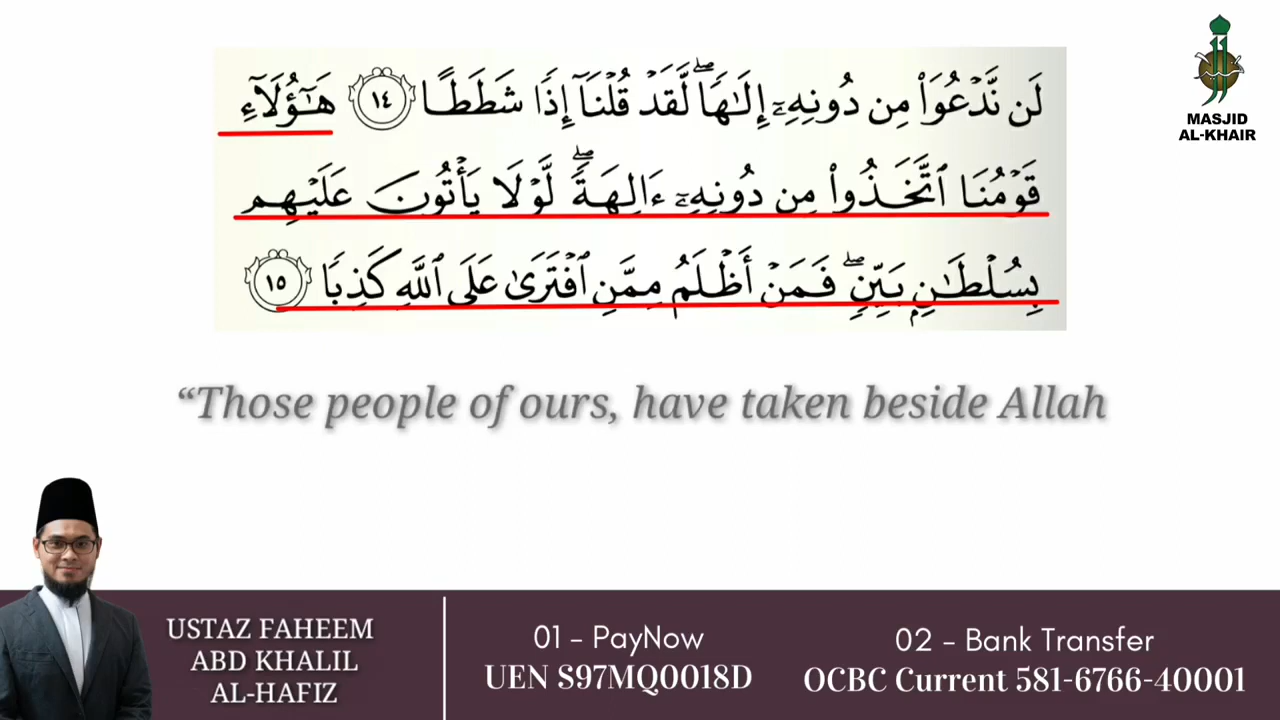 لَن نَّدْعُوَا۟ مِن دُونِهِۦٓ إِلَٰهًا ۖ لَّقَدْ قُلْنَآ إِذًا شَطَطًا ١٤ هَٰٓؤُلَآءِ
قَوْمُنَا ٱتَّخَذُوا۟ مِن دُونِهِۦٓ ءَالِهَةً ۖ لَّوْلَا يَأْتُونَ عَلَيْهِم
بِسُلْطَٰنٍۭ بَيِّنٍ ۖ فَمَنْ أَظْلَمُ مِمَّنِ ٱفْتَرَىٰ عَلَى ٱللَّهِ كَذِبًا ١٥
MASJID
AL-KHAIR
“Those people of ours, have taken beside Allah
USTAZ FAHEEM
ABD KHALIL
AL-HAFIZ
01 – PayNow
UEN S97MQ0018D
02 – Bank Transfer
OCBC Current 581-6766-40001